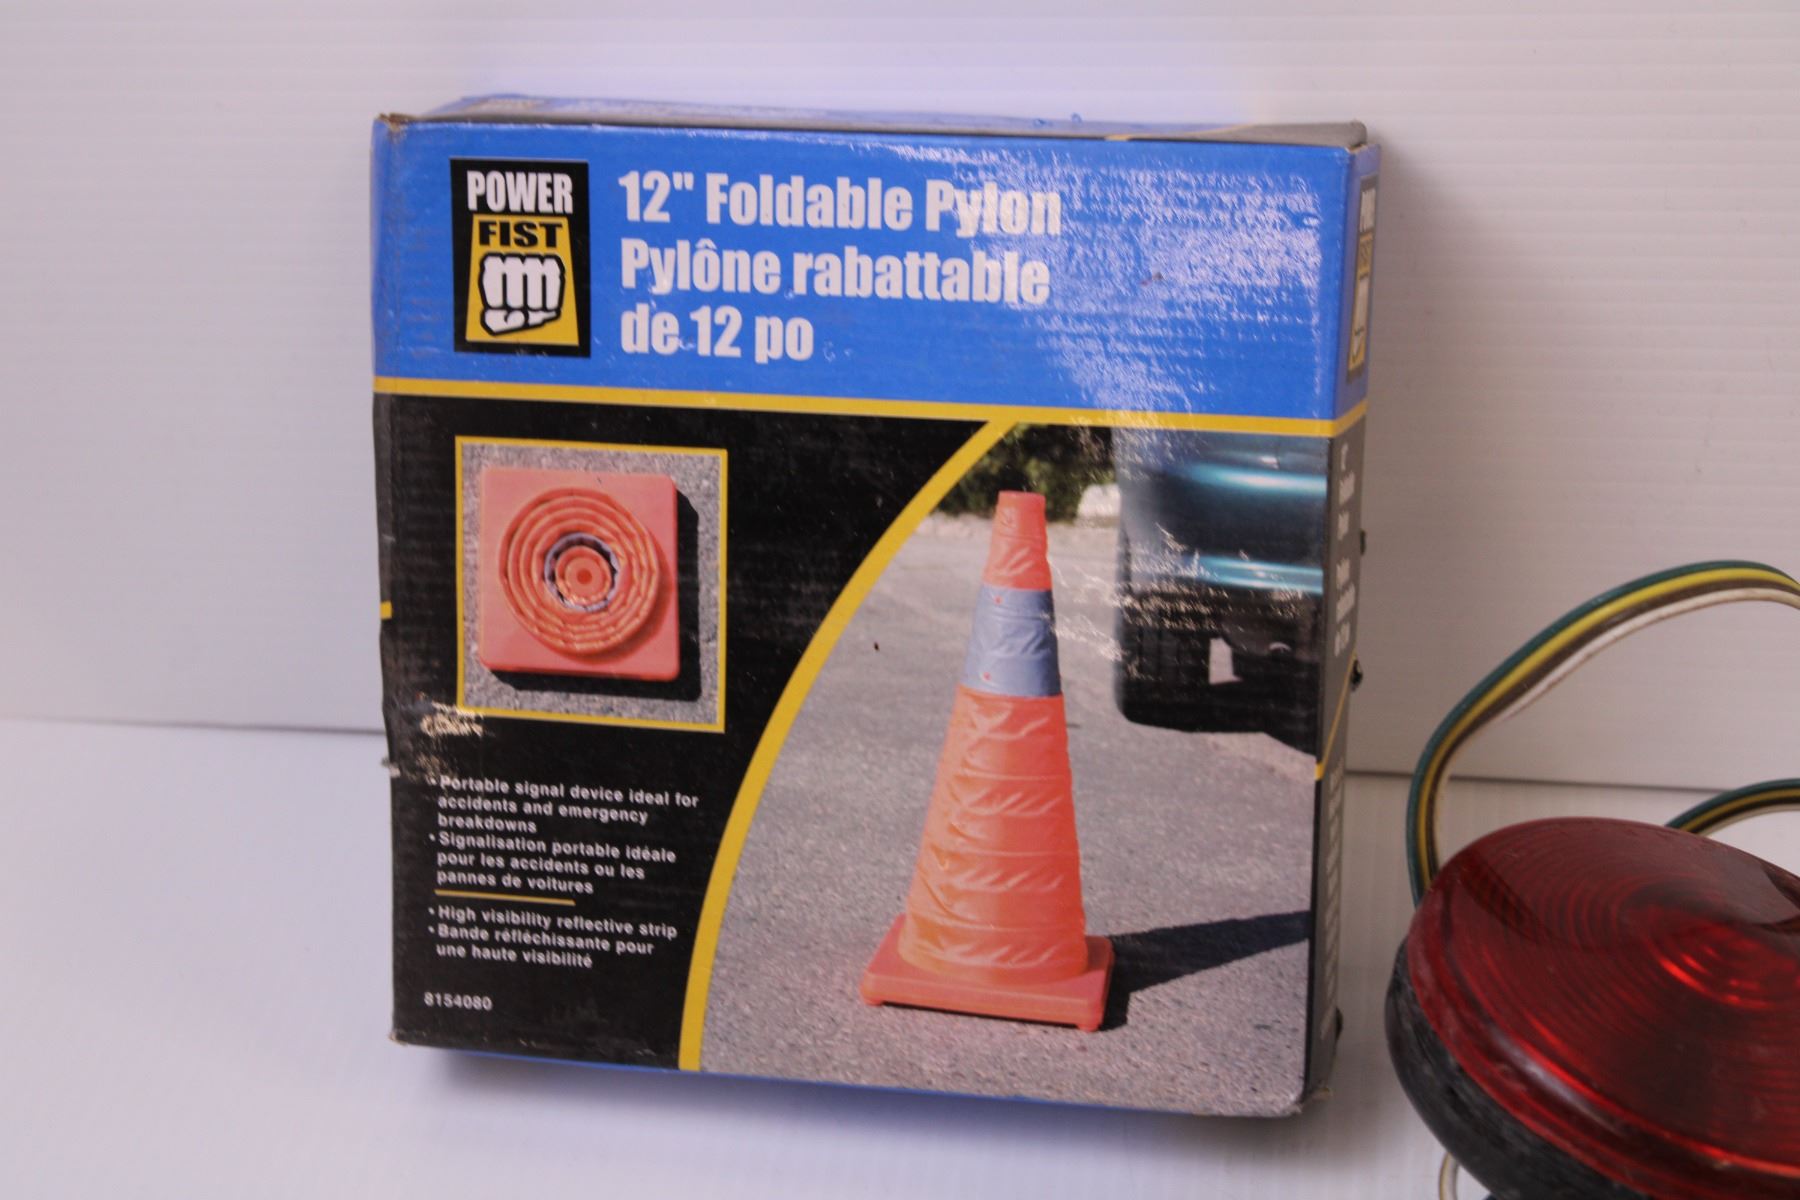 POWER
FIST
12" Foldable Pylon
Pylône rabattable
de 12 po
• Portable signal device ideal for
accidents and emergency
breakdowns
• Signalisation portable idéale
pour les accidents ou les
pannes de voitures
• High visibility reflective strip
• Bande réfléchissante pour
une haute visibilité
8154080